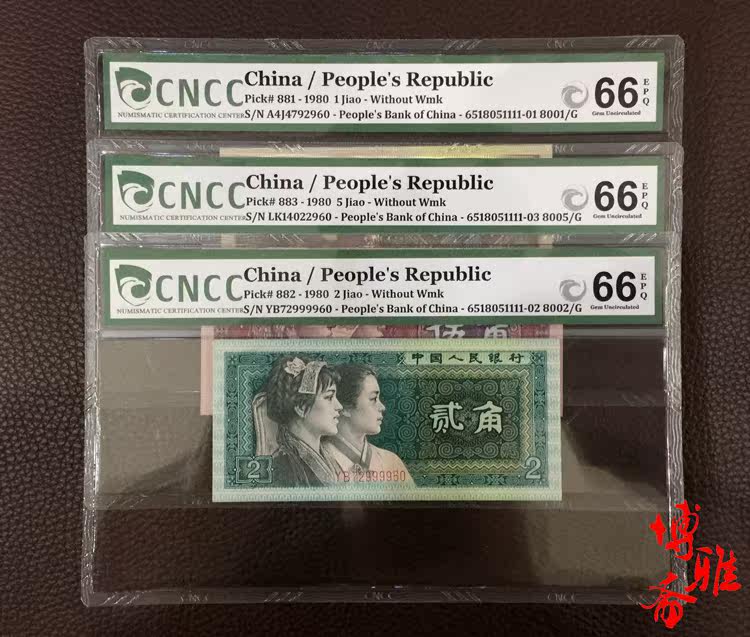 CNCC
NUMISMATIC CERTIFICATION CENTER
China / People's Republic
Pick# 881 - 1980 1 Jiao - Without Wmk
S/N A4J4792960 - People's Bank of China - 6518051111-01 8001/G
66
EPQ
Gem Uncirculated
CNCC
NUMISMATIC CERTIFICATION CENTER
China / People's Republic
Pick# 883 - 1980 5 Jiao - Without Wmk
S/N LK14022960 - People's Bank of China - 6518051111-03 8005/G
66
EPQ
Gem Uncirculated
CNCC
NUMISMATIC CERTIFICATION CENTER
China / People's Republic
Pick# 882 - 1980 2 Jiao - Without Wmk
S/N YB72999960 - People's Bank of China - 6518051111-02 8002/G
66
EPQ
Gem Uncirculated
伍角
中国人民银行
贰角
2
YB72999960
2
博雅斋